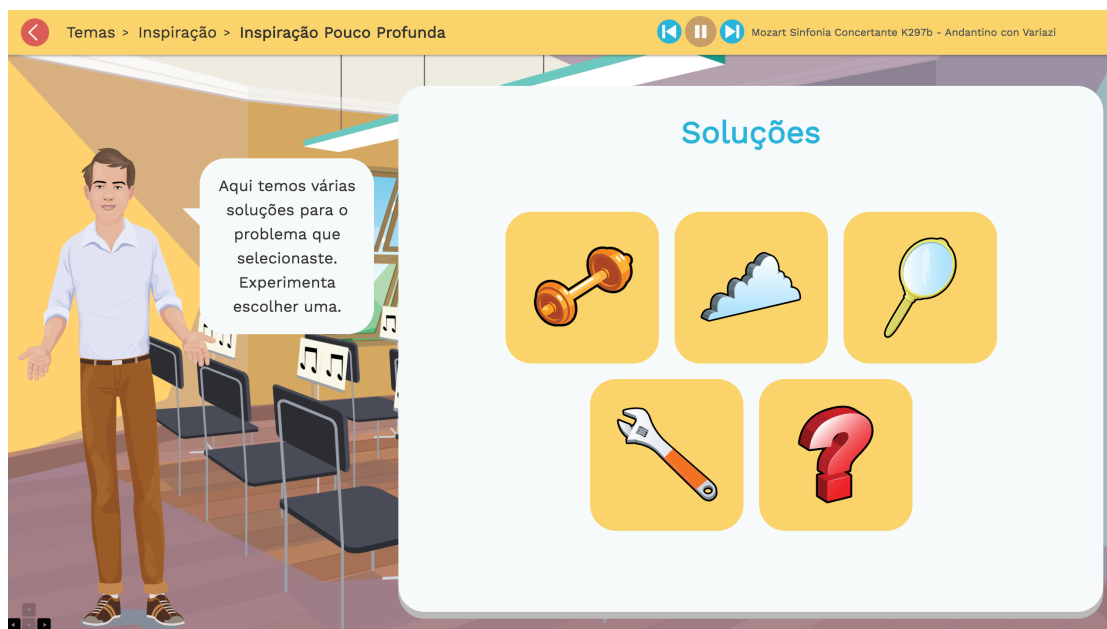 Temas > Inspiração > Inspiração Pouco Profunda
Mozart Sinfonia Concertante K297b - Andantino con Variazi
Soluções
Aqui temos várias
soluções para o
problema que
selecionaste.
Experimenta
escolher uma.